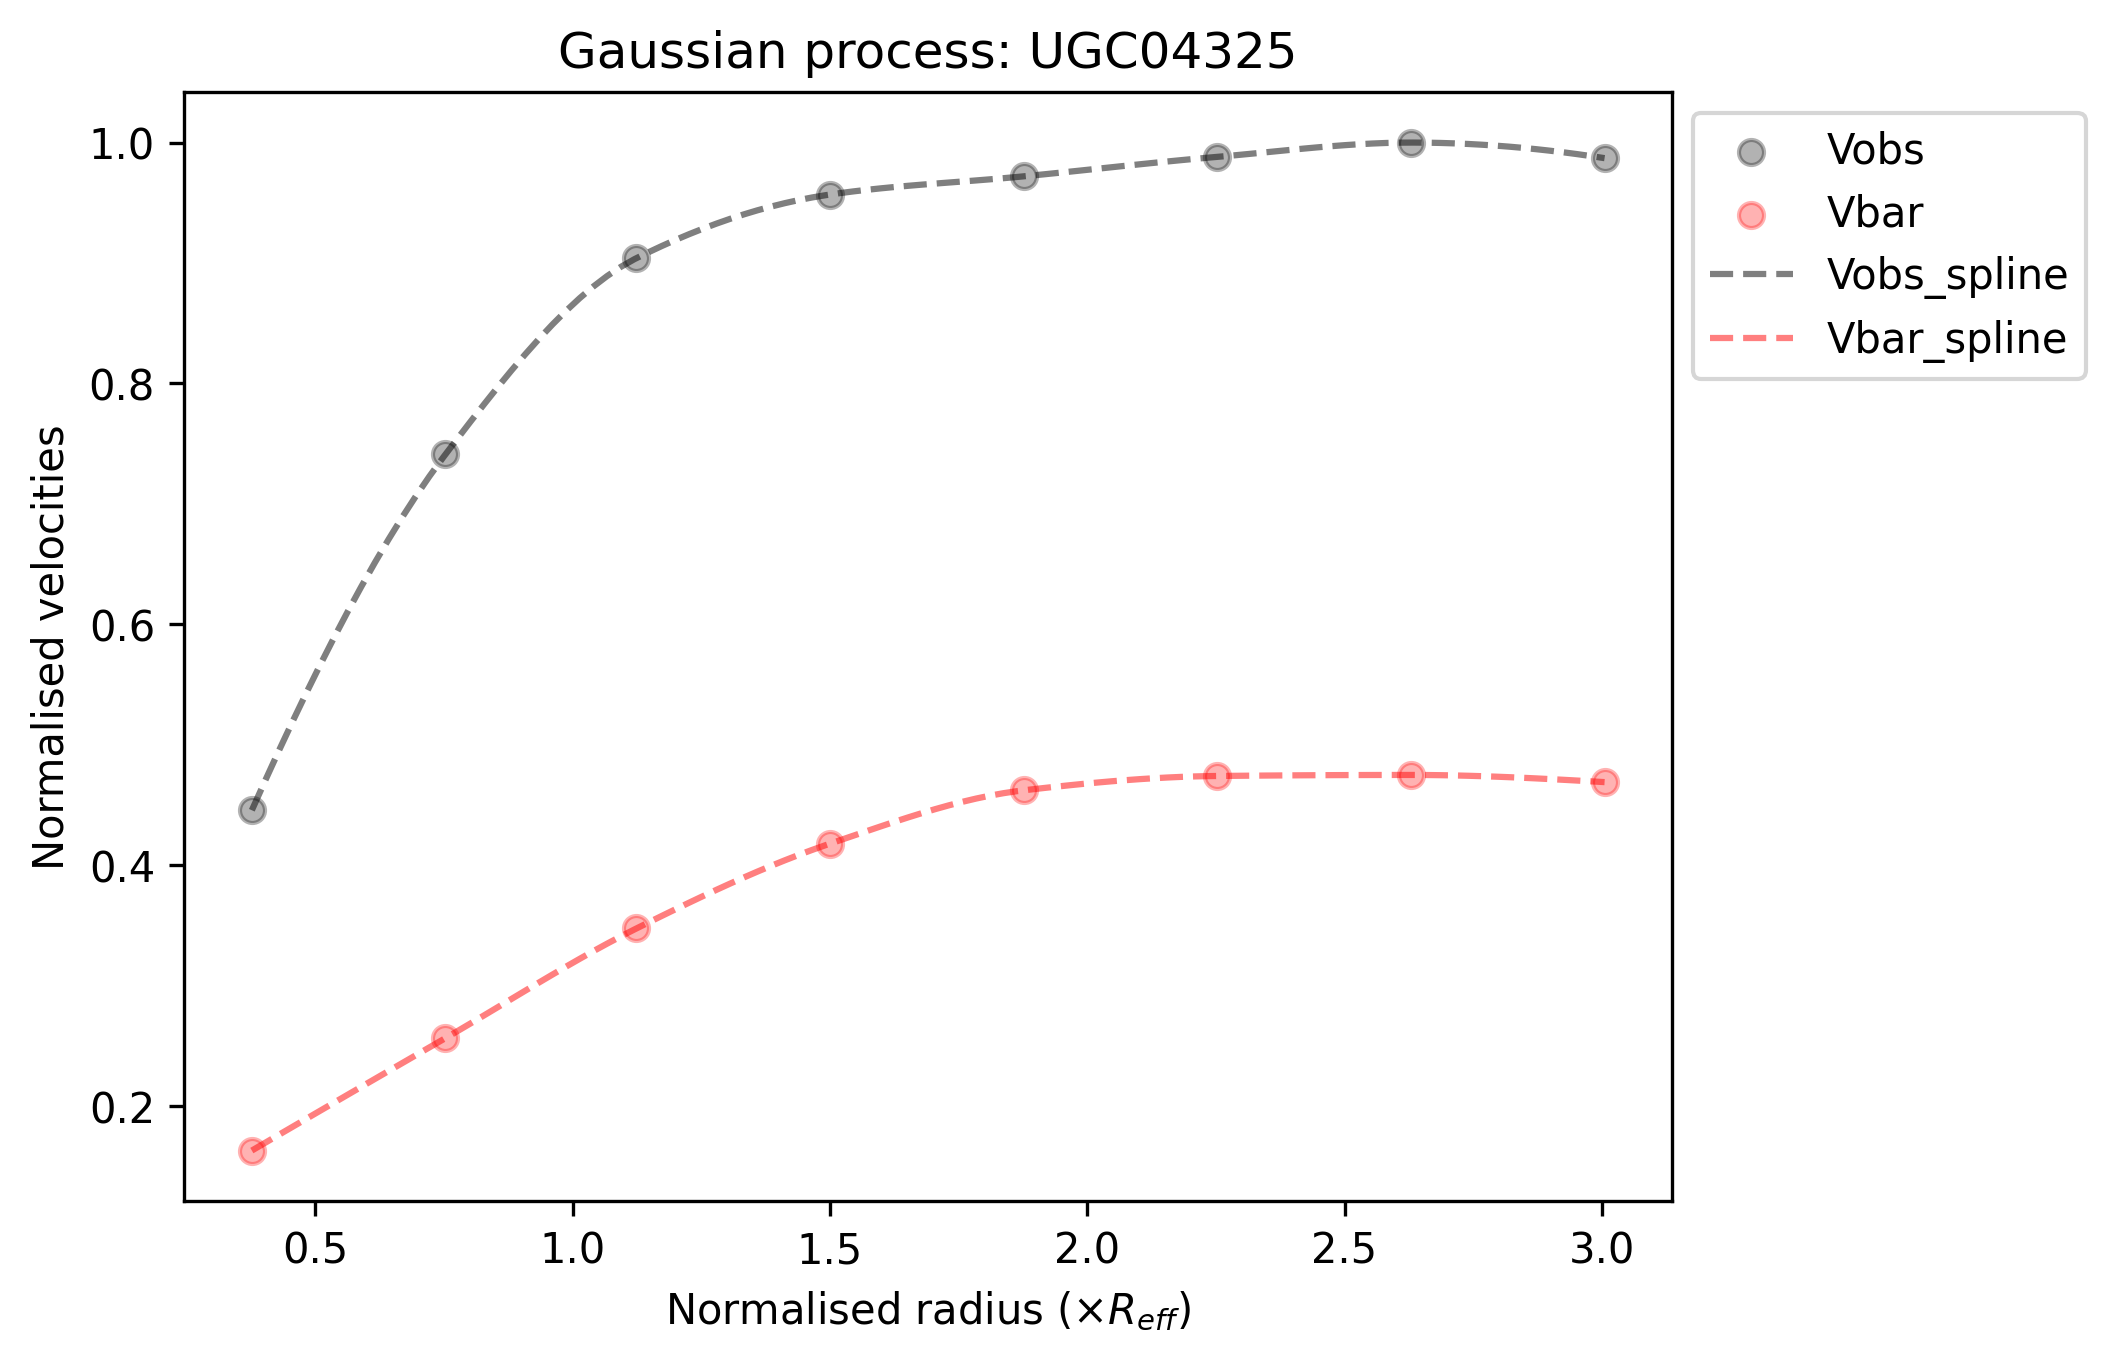 Gaussian process: UGC04325
Vobs
Vbar
Vobs_spline
Vbar_spline
Normalised velocities
1.0
0.8
0.6
0.4
0.2
0.5 1.0 1.5 2.0 2.5 3.0
Normalised radius (×R_eff)